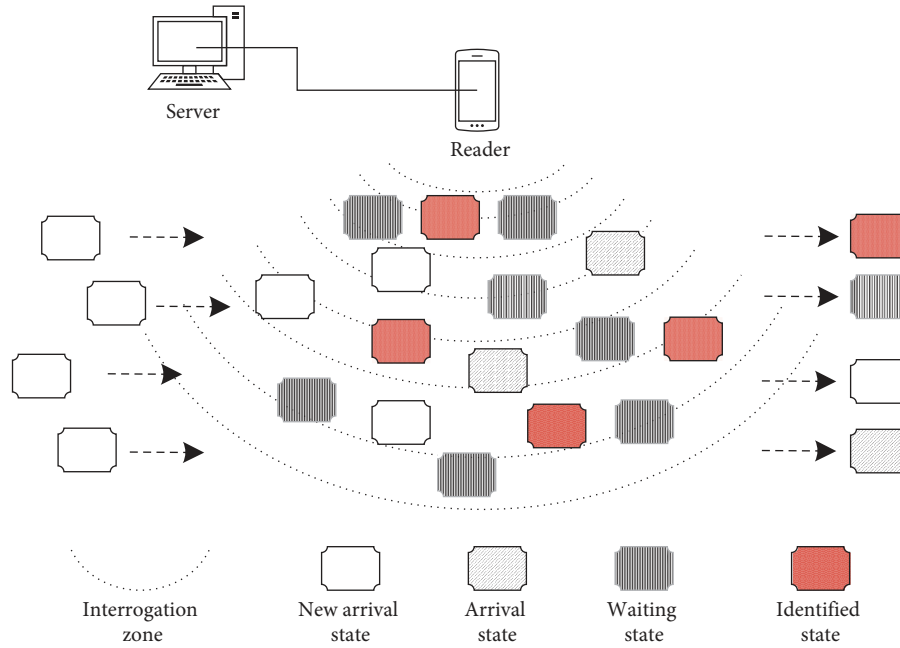 Server
Reader
Interrogation
zone
New arrival
state
Arrival
state
Waiting
state
Identified
state